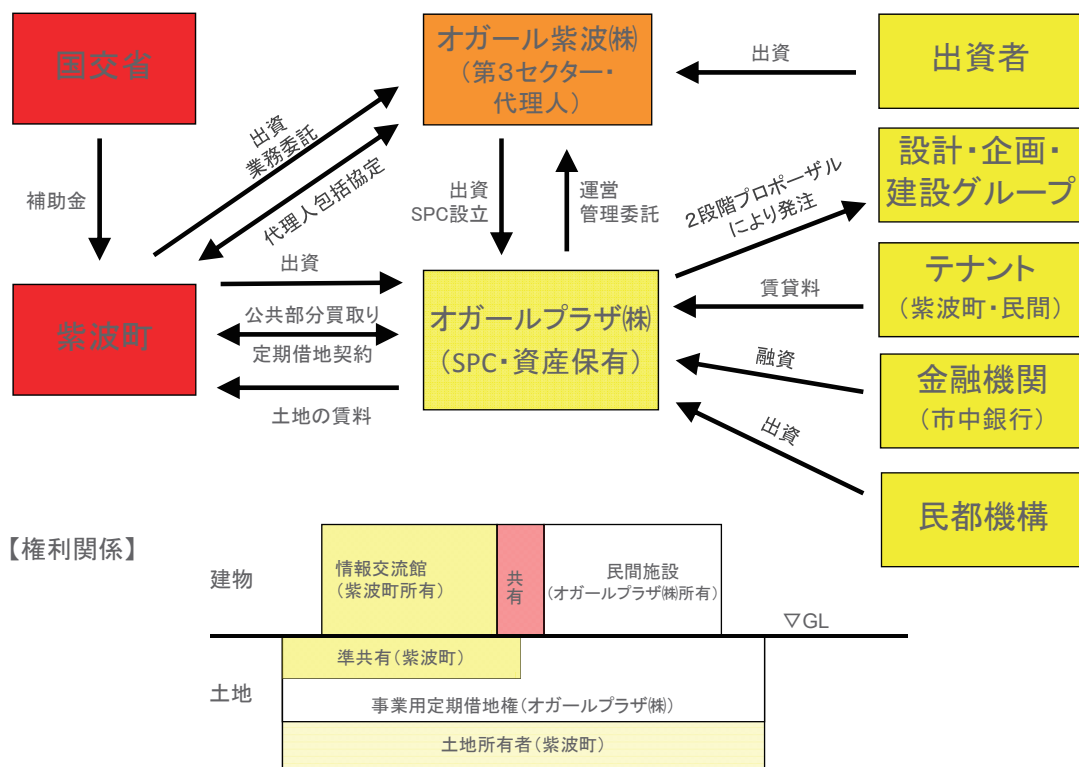 国交省
オガール紫波㈱
(第3セクター・
代理人)
出資
出資者
補助金
出資
業務委託
代理人包括協定
出資
SPC設立
運営
管理委託
2段階プロポーザル
により発注
設計・企画・
建設グループ
紫波町
出資
公共部分買取り
定期借地契約
土地の賃料
オガールプラザ㈱
(SPC・資産保有)
賃貸料
テナント
(紫波町・民間)
融資
金融機関
(市中銀行)
出資
民都機構
【権利関係】
建物
情報交流館
(紫波町所有)
共
有
民間施設
(オガールプラザ㈱所有)
▽GL
土地
準共有(紫波町)
事業用定期借地権(オガールプラザ㈱)
土地所有者(紫波町)